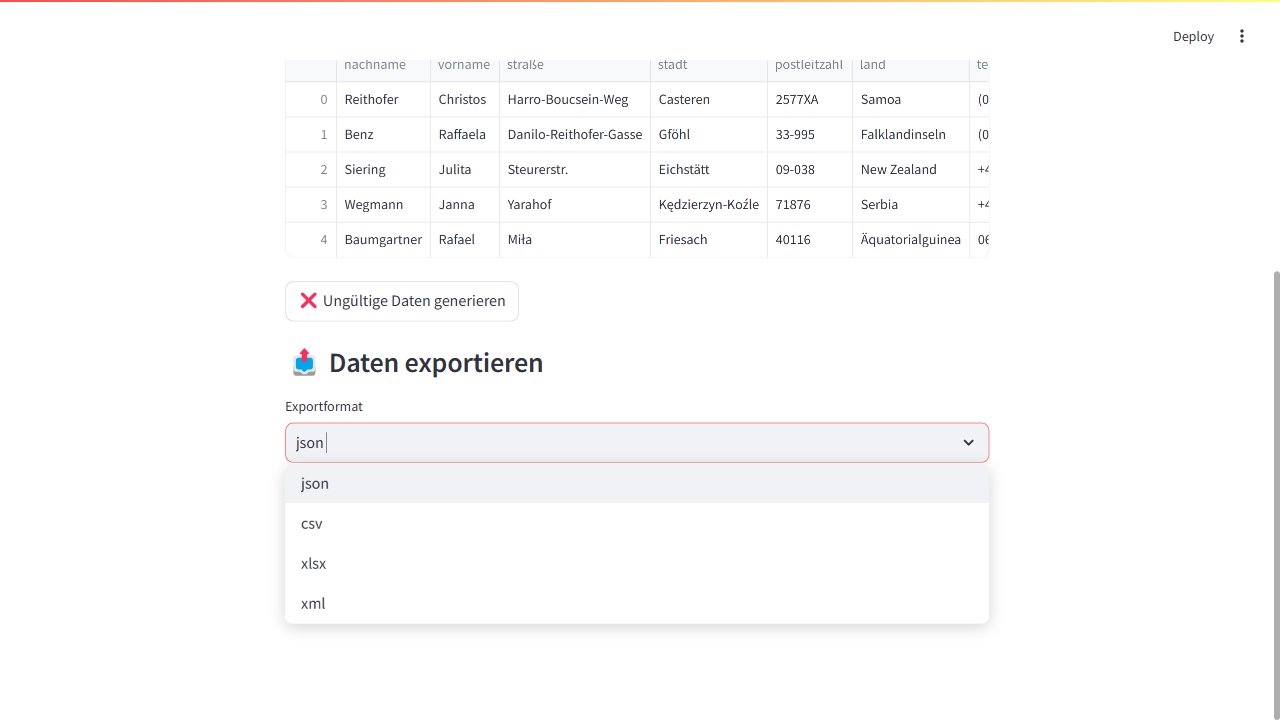 Deploy
nachname vorname straße stadt postleitzahl land te
0 Reithofer Christos Harro-Boucsein-Weg Casteren 2577XA Samoa (0
1 Benz Raffaela Danilo-Reithofer-Gasse Gföhl 33-995 Falklandinseln (0
2 Siering Julita Steurerstr. Eichstätt 09-038 New Zealand +4
3 Wegmann Janna Yarahof Kędzierzyn-Koźle 71876 Serbia +4
4 Baumgartner Rafael Miła Friesach 40116 Äquatorialguinea 06
Ungültige Daten generieren
Daten exportieren
Exportformat
json
json
csv
xlsx
xml